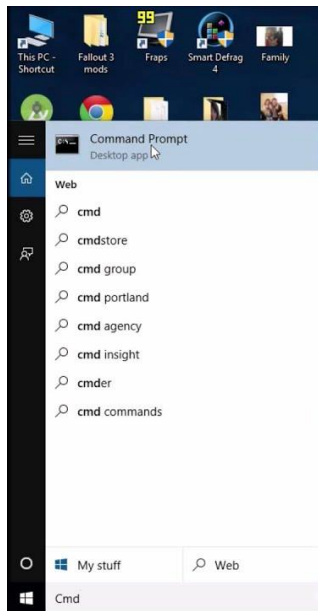 99
This PC - Shortcut
Fallout 3 mods
Fraps
Smart Defrag 4
Family
Command Prompt
Desktop app
Web
cmd
cmdstore
cmd group
cmd portland
cmd agency
cmd insight
cmder
cmd commands
My stuff
Web
Cmd